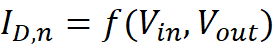 I_{D,n} = f(V_{in}, V_{out})